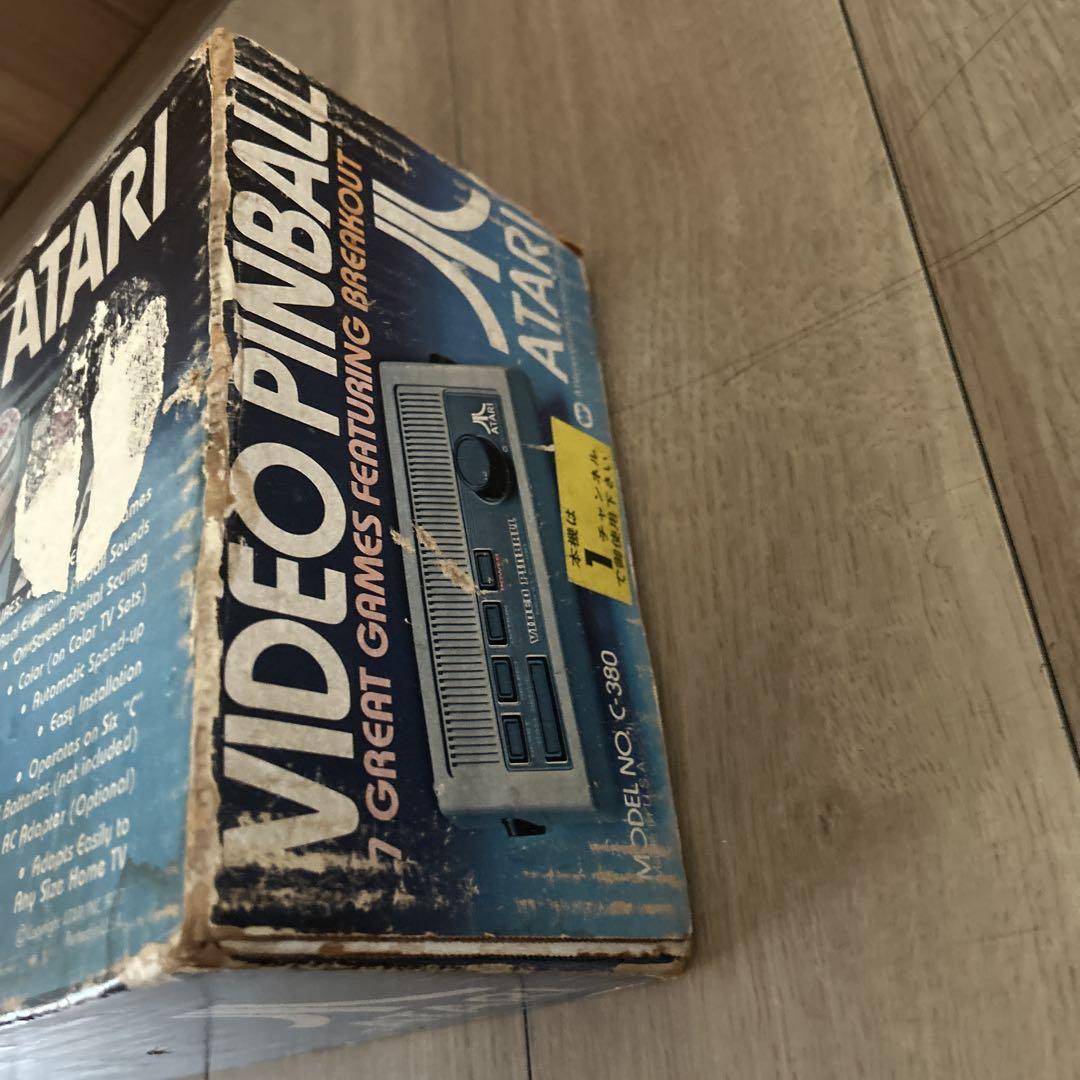 ATARI
Sounds
• On-Screen Digital Scoring
• Color (on Color TV Sets)
• Automatic Speed-up
• Easy Installation
• Operates on Six "C"
Batteries (not included)
AC Adapter (Optional)
• Adapts Easily to
Any Size Home TV
VIDEO PINBALL
7 GREAT GAMES FEATURING BREAKOUT™
ATARI
ATARI
VIDEO PINBALL
本機は
1チャンネル
で御使用下さい
MODEL NO. C-380